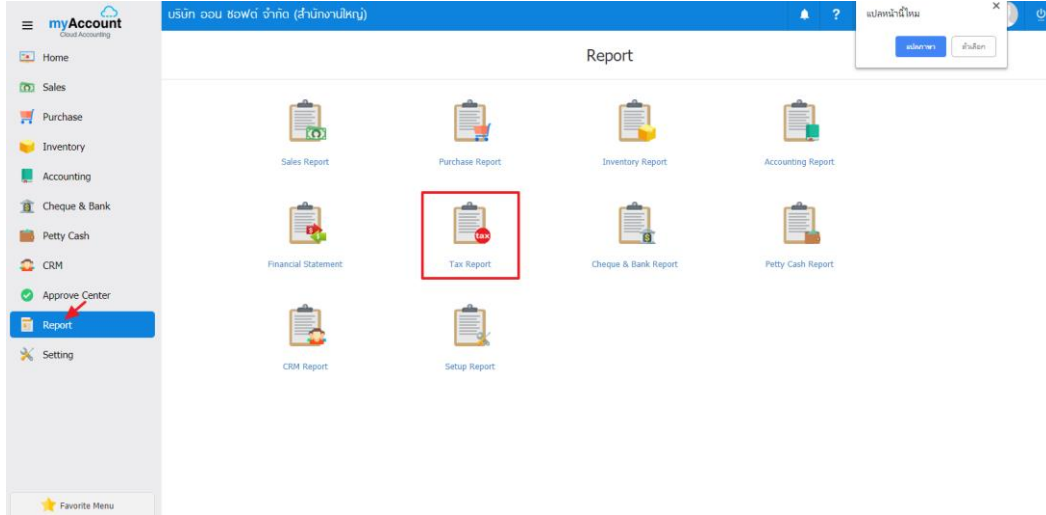 myAccount
Cloud Accounting
บริษัท ออน ซอฟต์ จำกัด (สำนักงานใหญ่)
?
แปลหน้านี้ไหม
×
แปลภาษา
ตัวเลือก
Home
Sales
Purchase
Inventory
Accounting
Cheque & Bank
Petty Cash
CRM
Approve Center
Report
Setting
Favorite Menu
Report
Sales Report
Purchase Report
Inventory Report
Accounting Report
Financial Statement
tax
Tax Report
Cheque & Bank Report
Petty Cash Report
CRM Report
Setup Report